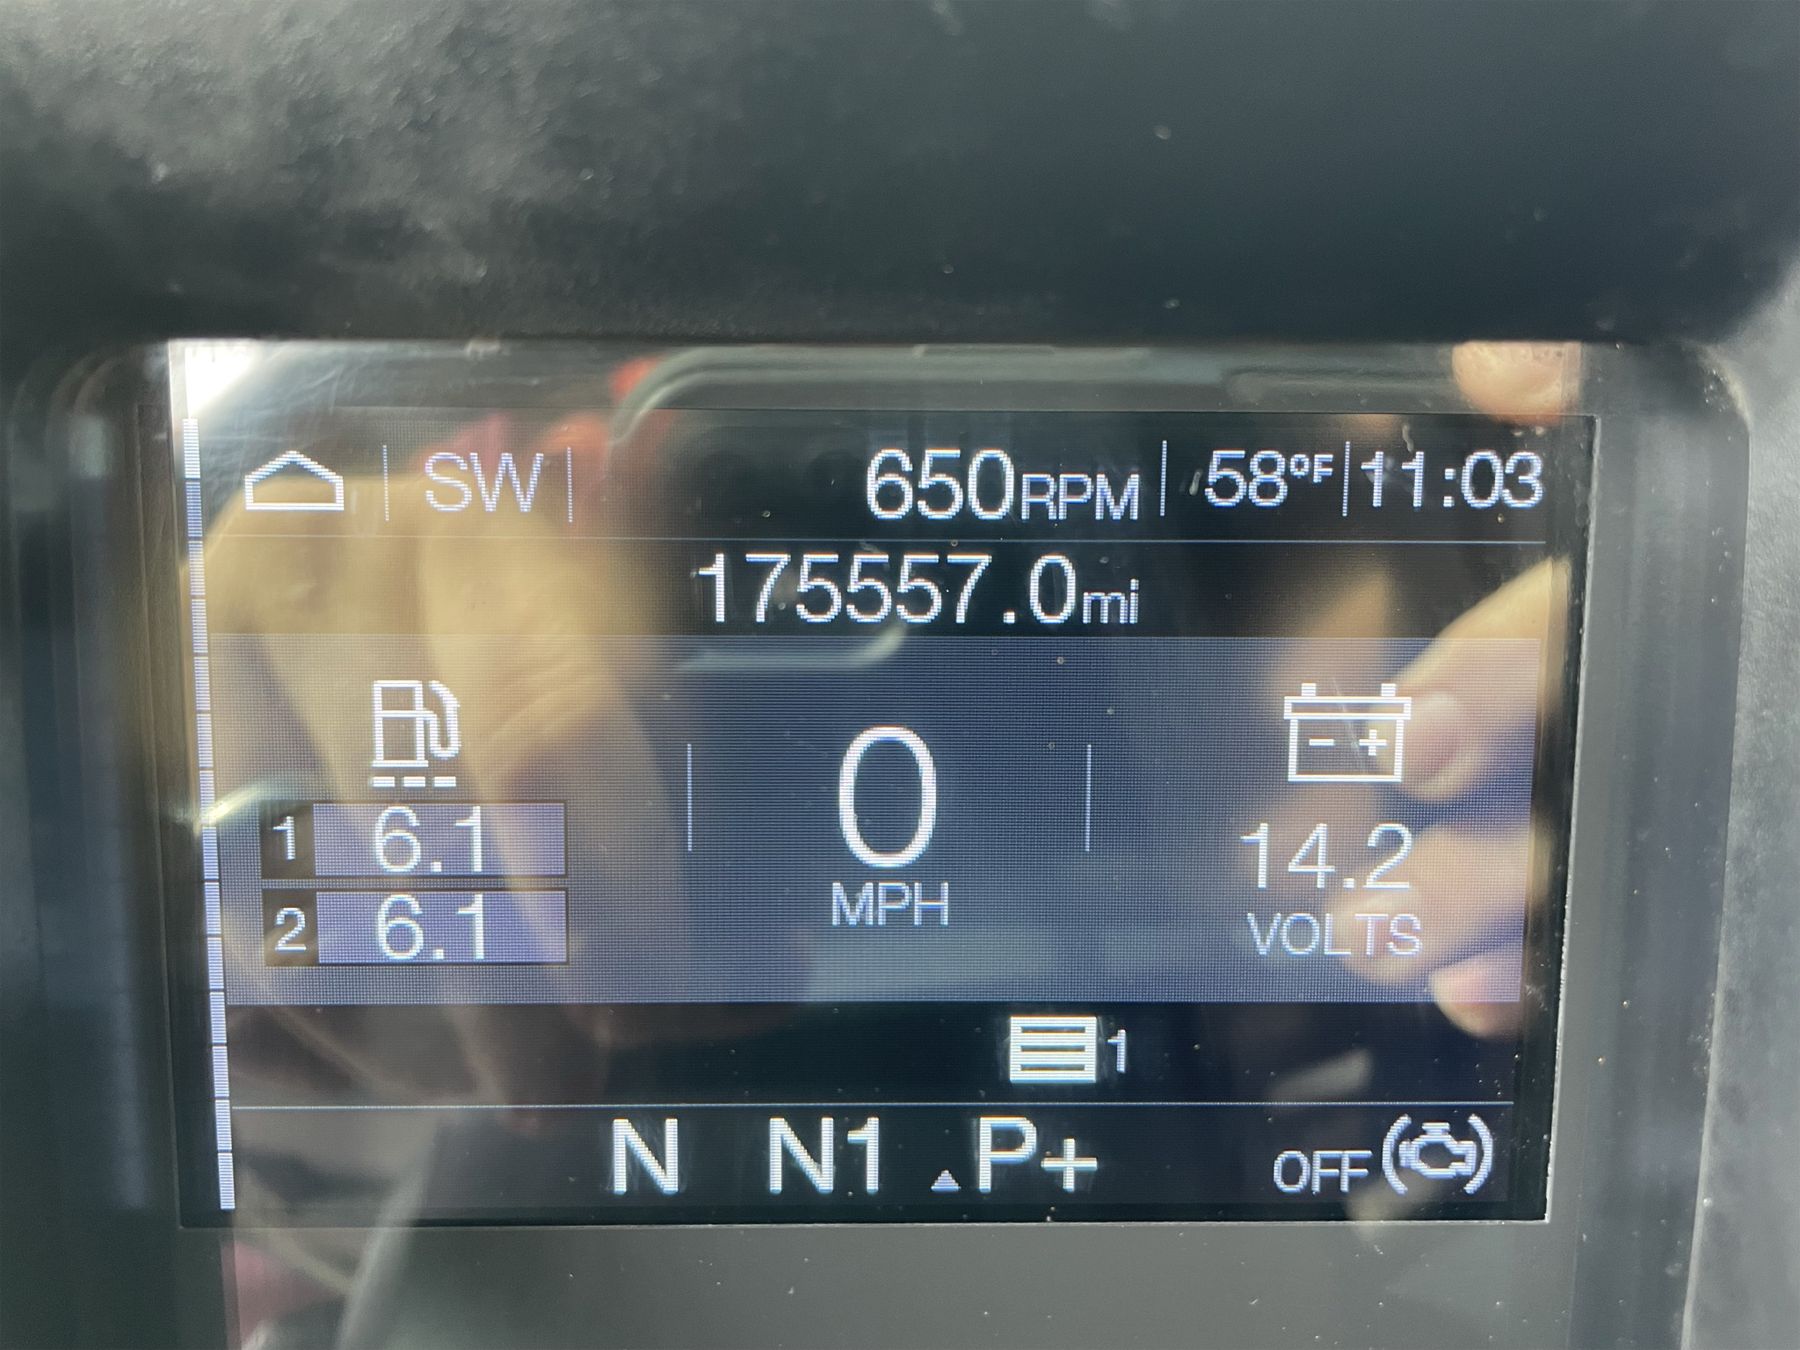 SW 650RPM 58°F 11:03
175557.0mi
1 6.1
2 6.1
0
MPH
- +
14.2
VOLTS
1
N N1 P+ OFF